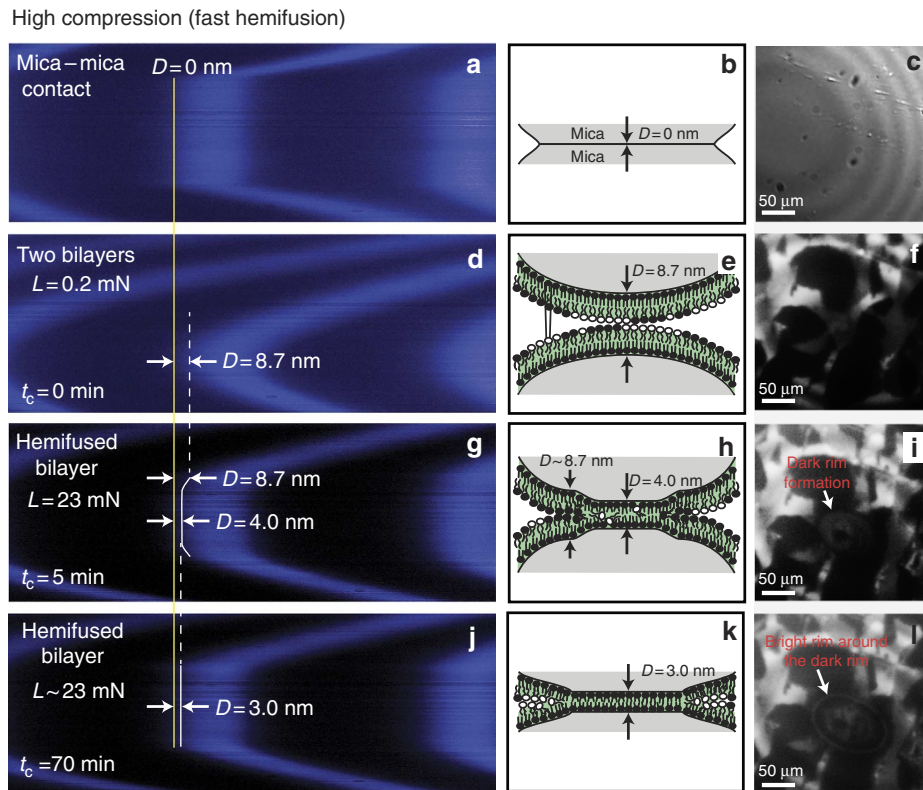 High compression (fast hemifusion)
Mica–mica
contact
D=0 nm
a
b
Mica
D=0 nm
Mica
c
50 μm
Two bilayers
L=0.2 mN
d
D=8.7 nm
tc=0 min
e
D=8.7 nm
f
50 μm
Hemifused
bilayer
L=23 mN
g
D=8.7 nm
D=4.0 nm
tc=5 min
h
D~8.7 nm
D=4.0 nm
i
Dark rim
formation
50 μm
Hemifused
bilayer
L~23 mN
j
D=3.0 nm
tc=70 min
k
D=3.0 nm
l
Bright rim around
the dark rim
50 μm